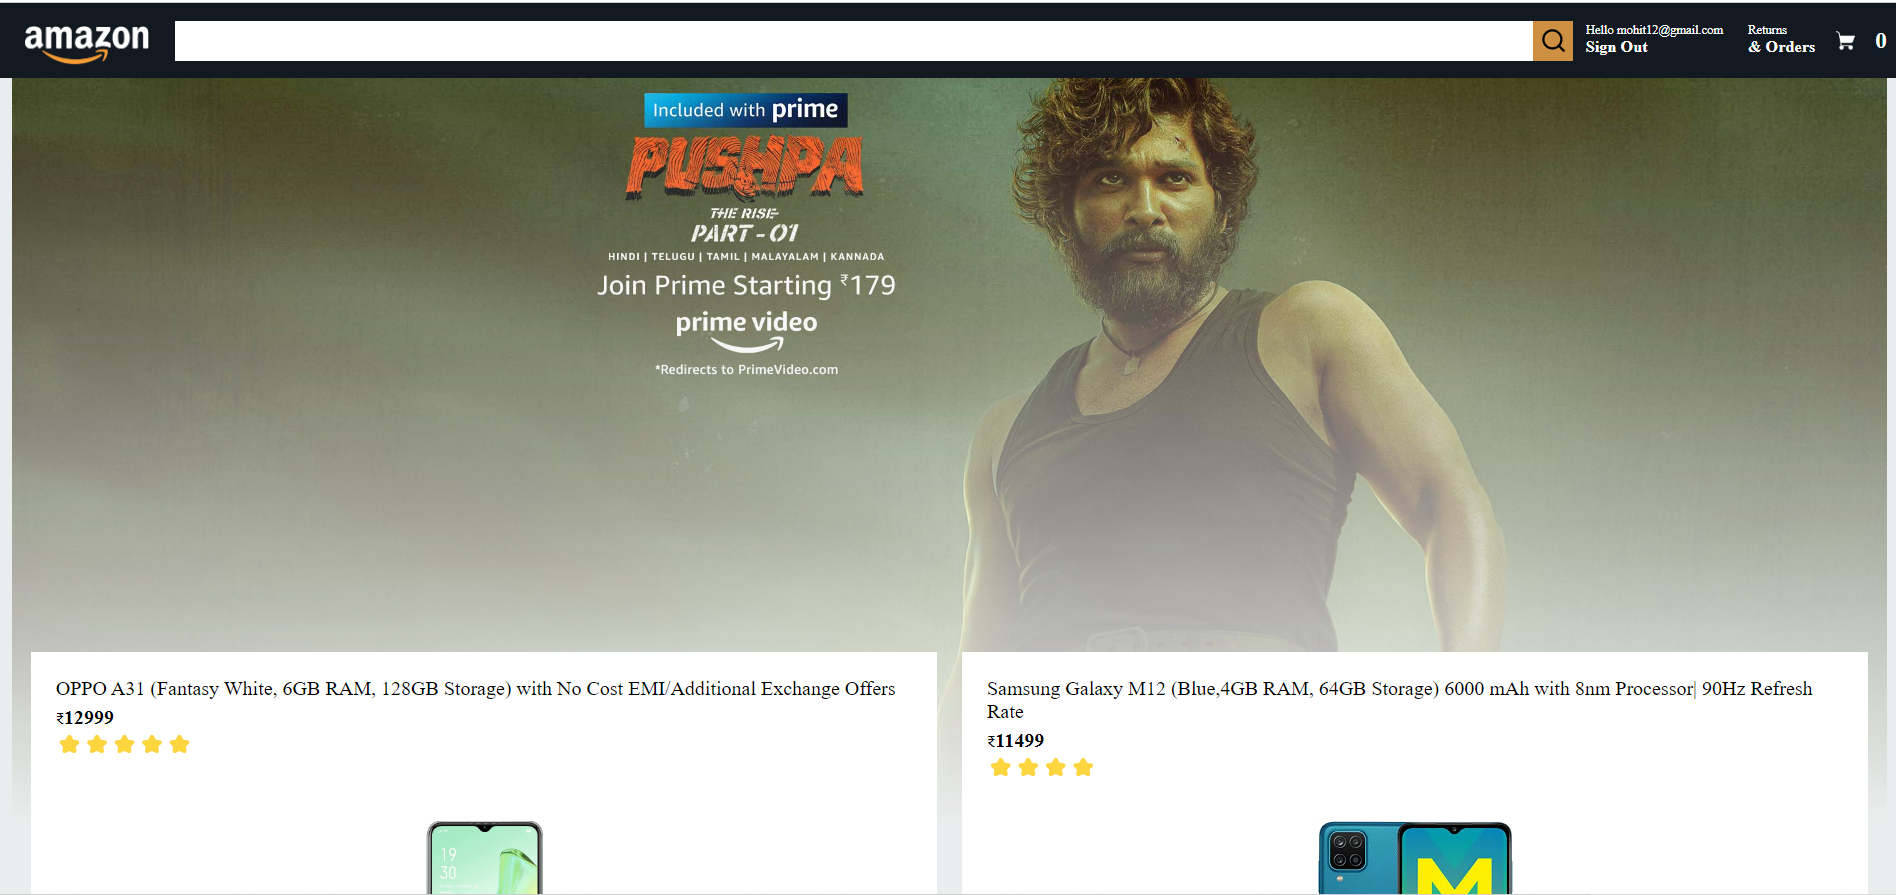 amazon
Hello mohit12@gmail.com
Sign Out
Returns
& Orders
0
Included with prime
PUSHPA
THE RISE
PART - 01
HINDI | TELUGU | TAMIL | MALAYALAM | KANNADA
Join Prime Starting ₹179
prime video
*Redirects to PrimeVideo.com
OPPO A31 (Fantasy White, 6GB RAM, 128GB Storage) with No Cost EMI/Additional Exchange Offers
₹12999
Samsung Galaxy M12 (Blue,4GB RAM, 64GB Storage) 6000 mAh with 8nm Processor| 90Hz Refresh
Rate
₹11499
19
30
M